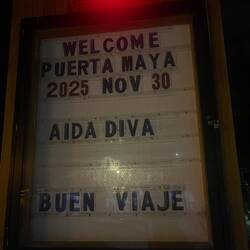 WELCOME
PUERTA MAYA
2025 NOV 30
AIDA DIVA
BUEN VIAJE